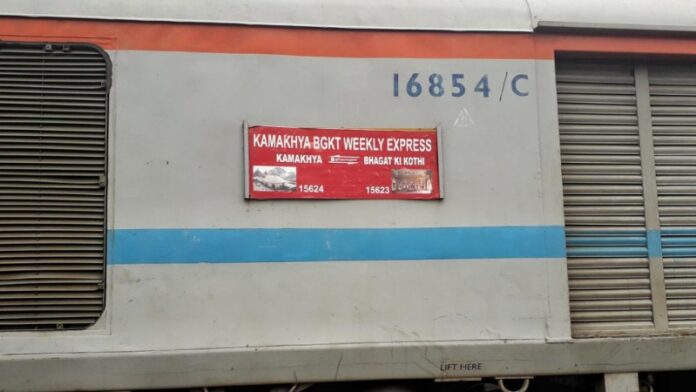 16854/C
KAMAKHYA BGKT WEEKLY EXPRESS
KAMAKHYA BHAGAT KI KOTHI
15624 15623
LIFT HERE